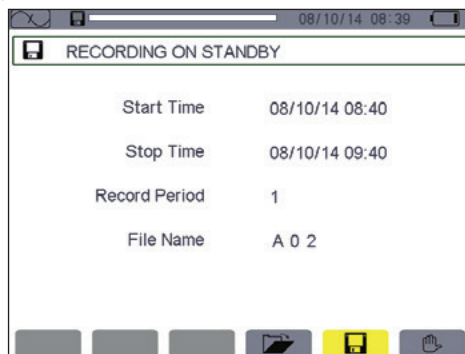 08/10/14 08:39
RECORDING ON STANDBY
Start Time 08/10/14 08:40
Stop Time 08/10/14 09:40
Record Period 1
File Name A 0 2